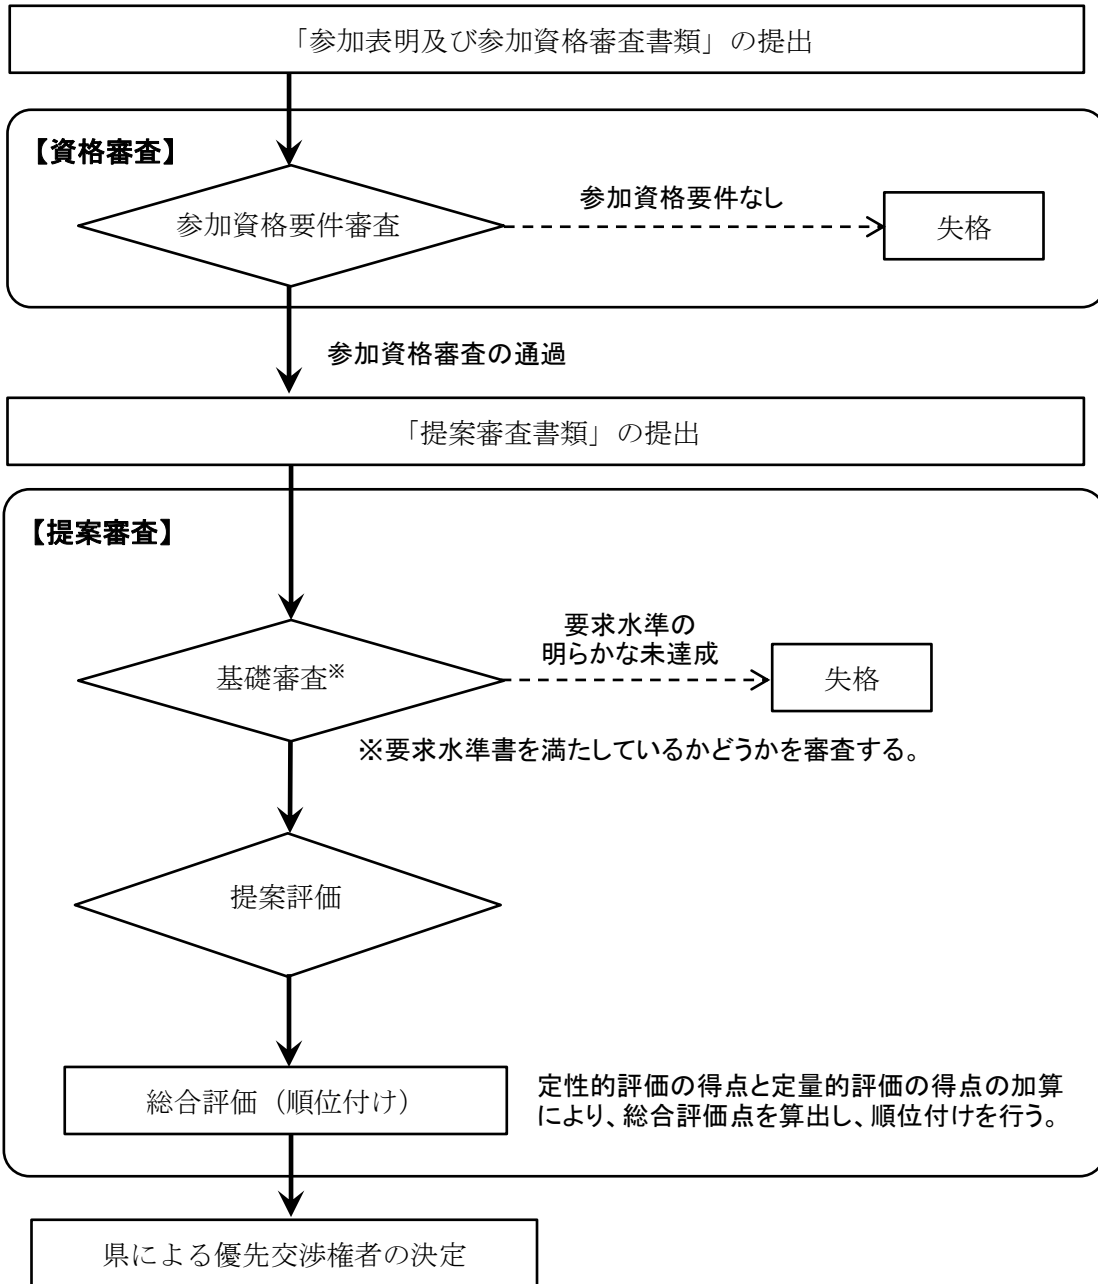 「参加表明及び参加資格審査書類」の提出
【資格審査】
参加資格要件なし
参加資格要件審査
失格
参加資格審査の通過
「提案審査書類」の提出
【提案審査】
要求水準の
明らかな未達成
基礎審査※
失格
※要求水準書を満たしているかどうかを審査する。
提案評価
総合評価（順位付け）
定性的評価の得点と定量的評価の得点の加算
により、総合評価点を算出し、順位付けを行う。
県による優先交渉権者の決定